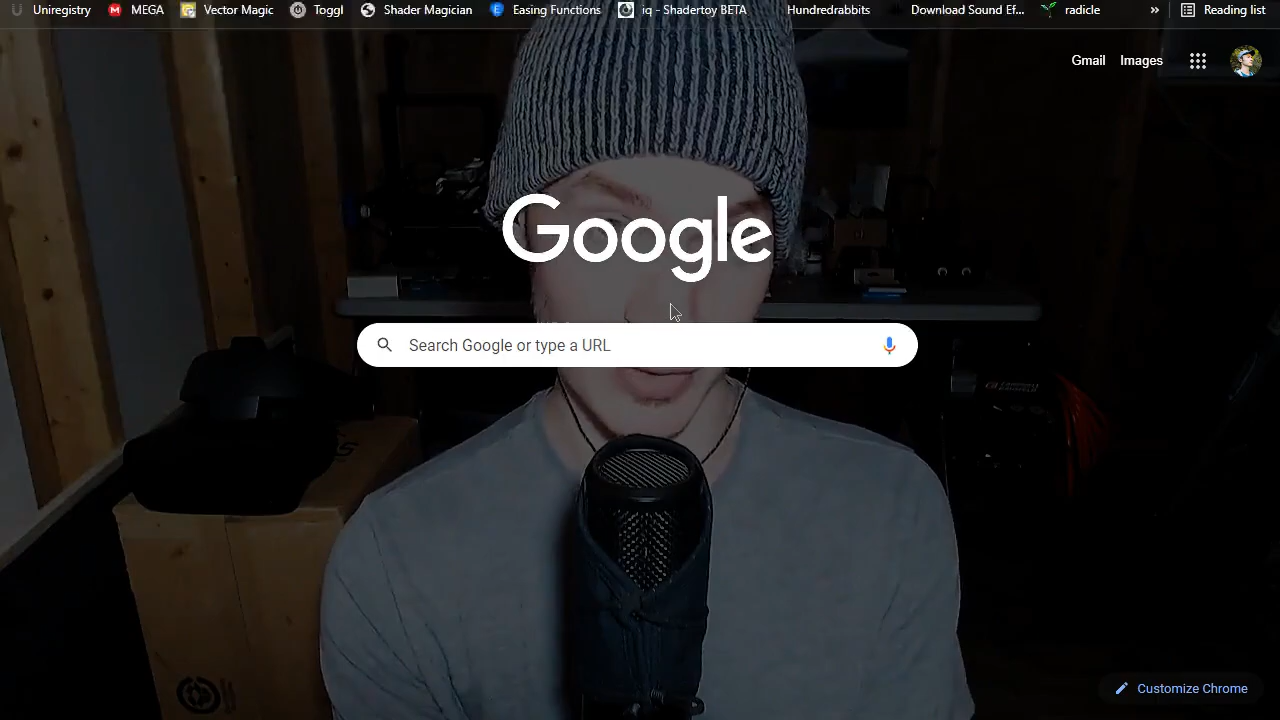 Uniregistry MEGA Vector Magic Toggl Shader Magician Easing Functions iq - Shadertoy BETA Hundredrabbits Download Sound Ef... radicle » Reading list
Gmail Images
Google
Search Google or type a URL
Customize Chrome